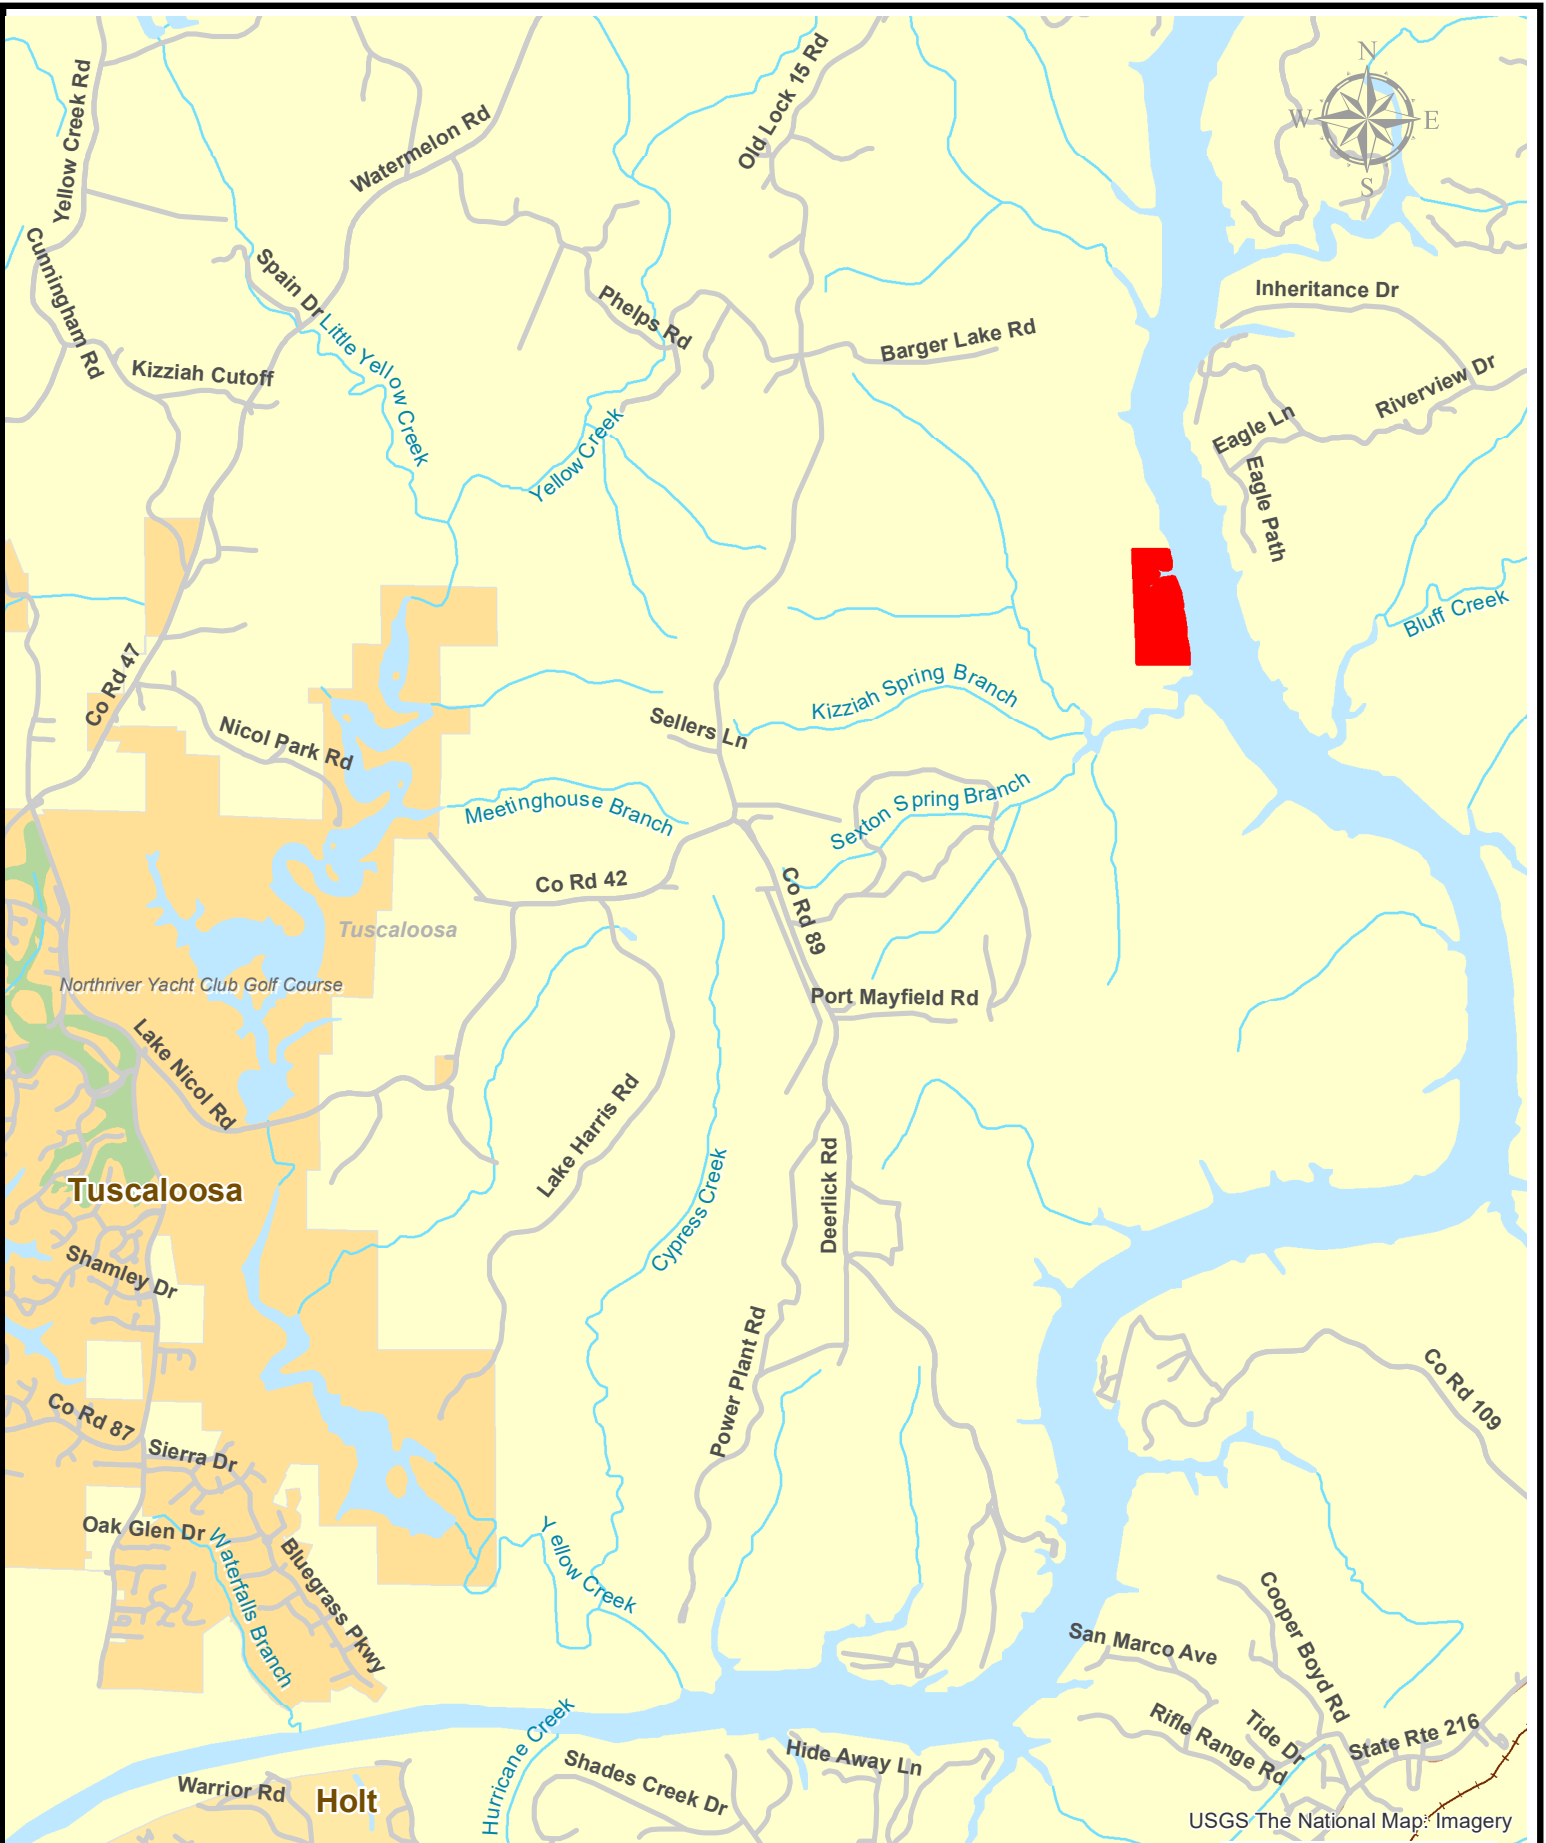 N
W
E
S
Yellow Creek Rd
Watermelon Rd
Old Lock 15 Rd
Cunningham Rd
Spain Dr
Inheritance Dr
Phelps Rd
Little Yellow Creek
Barger Lake Rd
Kizziah Cutoff
Riverview Dr
Eagle Ln
Yellow Creek
Eagle Path
Bluff Creek
Co Rd 47
Kizziah Spring Branch
Nicol Park Rd
Sellers Ln
Meetinghouse Branch
Sexton Spring Branch
Co Rd 42
Co Rd 89
Tuscaloosa
Northriver Yacht Club Golf Course
Port Mayfield Rd
Lake Nicol Rd
Lake Harris Rd
Deerlick Rd
Tuscaloosa
Cypress Creek
Shamley Dr
Power Plant Rd
Co Rd 109
Co Rd 87
Sierra Dr
Oak Glen Dr
Waterfalls Branch
Bluegrass Pkwy
Yellow Creek
San Marco Ave
Cooper Boyd Rd
Rifle Range Rd
Tide Dr
State Rte 216
Hurricane Creek
Hide Away Ln
Shades Creek Dr
Warrior Rd
Holt
USGS The National Map: Imagery